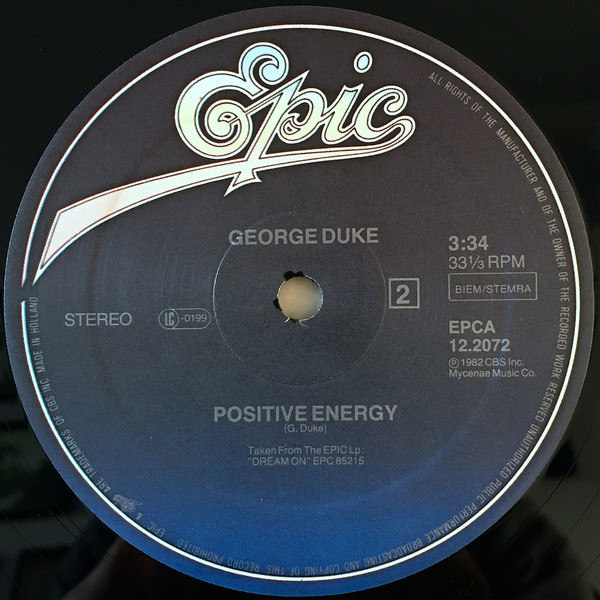 Epic
GEORGE DUKE
3:34
33⅓ RPM
BIEM/STEMRA
2
STEREO
LC-0199
EPCA
12.2072
℗ 1982 CBS Inc.
Mycenae Music Co.
POSITIVE ENERGY
(G. Duke)
Taken From The EPIC Lp:
"DREAM ON" EPC 85215
ALL RIGHTS OF THE MANUFACTURER AND OF THE OWNER OF THE RECORDED WORK RESERVED UNAUTHORIZED PUBLIC PERFORMANCE BROADCASTING AND COPYING OF THIS RECORD PROHIBITED
EPIC & Epic ARE TRADEMARKS OF CBS INC. MADE IN HOLLAND